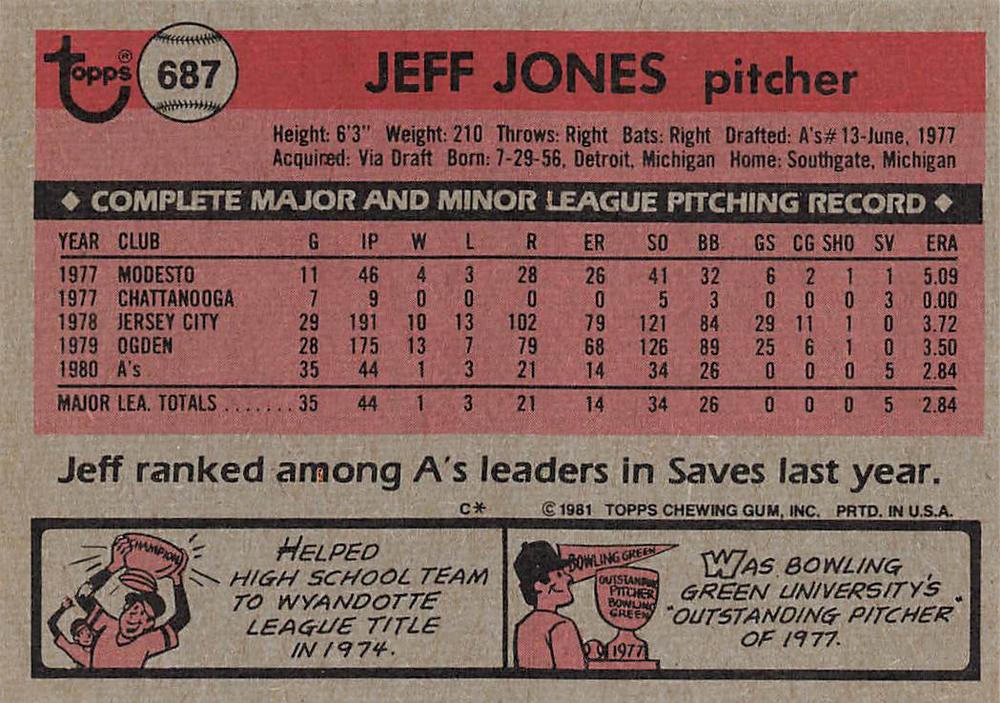 Topps® 687 JEFF JONES pitcher
Height: 6'3" Weight: 210 Throws: Right Bats: Right Drafted: A's #13-June, 1977
Acquired: Via Draft Born: 7-29-56, Detroit, Michigan Home: Southgate, Michigan
◆ COMPLETE MAJOR AND MINOR LEAGUE PITCHING RECORD ◆
YEAR CLUB G IP W L R ER SO BB GS CG SHO SV ERA
1977 MODESTO 11 46 4 3 28 26 41 32 6 2 1 1 5.09
1977 CHATTANOOGA 7 9 0 0 0 0 5 3 0 0 0 3 0.00
1978 JERSEY CITY 29 191 10 13 102 79 121 84 29 11 1 0 3.72
1979 OGDEN 28 175 13 7 79 68 126 89 25 6 1 0 3.50
1980 A's 35 44 1 3 21 14 34 26 0 0 0 5 2.84
MAJOR LEA. TOTALS ....... 35 44 1 3 21 14 34 26 0 0 0 5 2.84
Jeff ranked among A's leaders in Saves last year.
C* © 1981 TOPPS CHEWING GUM, INC. PRTD. IN U.S.A.
CHAMPION
HELPED
HIGH SCHOOL TEAM
TO WYANDOTTE
LEAGUE TITLE
IN 1974.
BOWLING GREEN
OUTSTANDING
PITCHER
BOWLING
GREEN
1977
WAS BOWLING
GREEN UNIVERSITY'S
"OUTSTANDING PITCHER"
OF 1977.